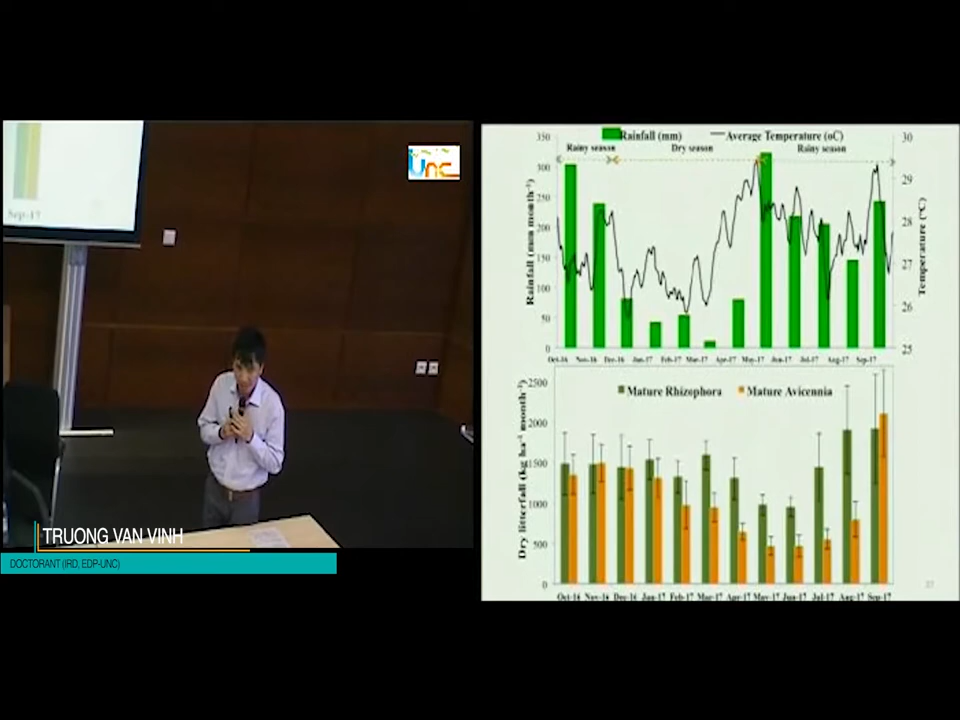 Sep-17
Unc
TRUONG VAN VINH
DOCTORANT (IRD, EDP-UNC)
Rainfall (mm)
Average Temperature (oC)
Rainy season
Dry season
Rainy season
Rainfall (mm month⁻¹)
350
300
250
200
150
100
50
0
30
29
28
27
26
25
Temperature (°C)
Oct-16 Nov-16 Dec-16 Jan-17 Feb-17 Mar-17 Apr-17 May-17 Jun-17 Jul-17 Aug-17 Sep-17
Mature Rhizophora
Mature Avicennia
Dry litterfall (kg ha⁻¹ month⁻¹)
2500
2000
1500
1000
500
0
Oct-16 Nov-16 Dec-16 Jan-17 Feb-17 Mar-17 Apr-17 May-17 Jun-17 Jul-17 Aug-17 Sep-17